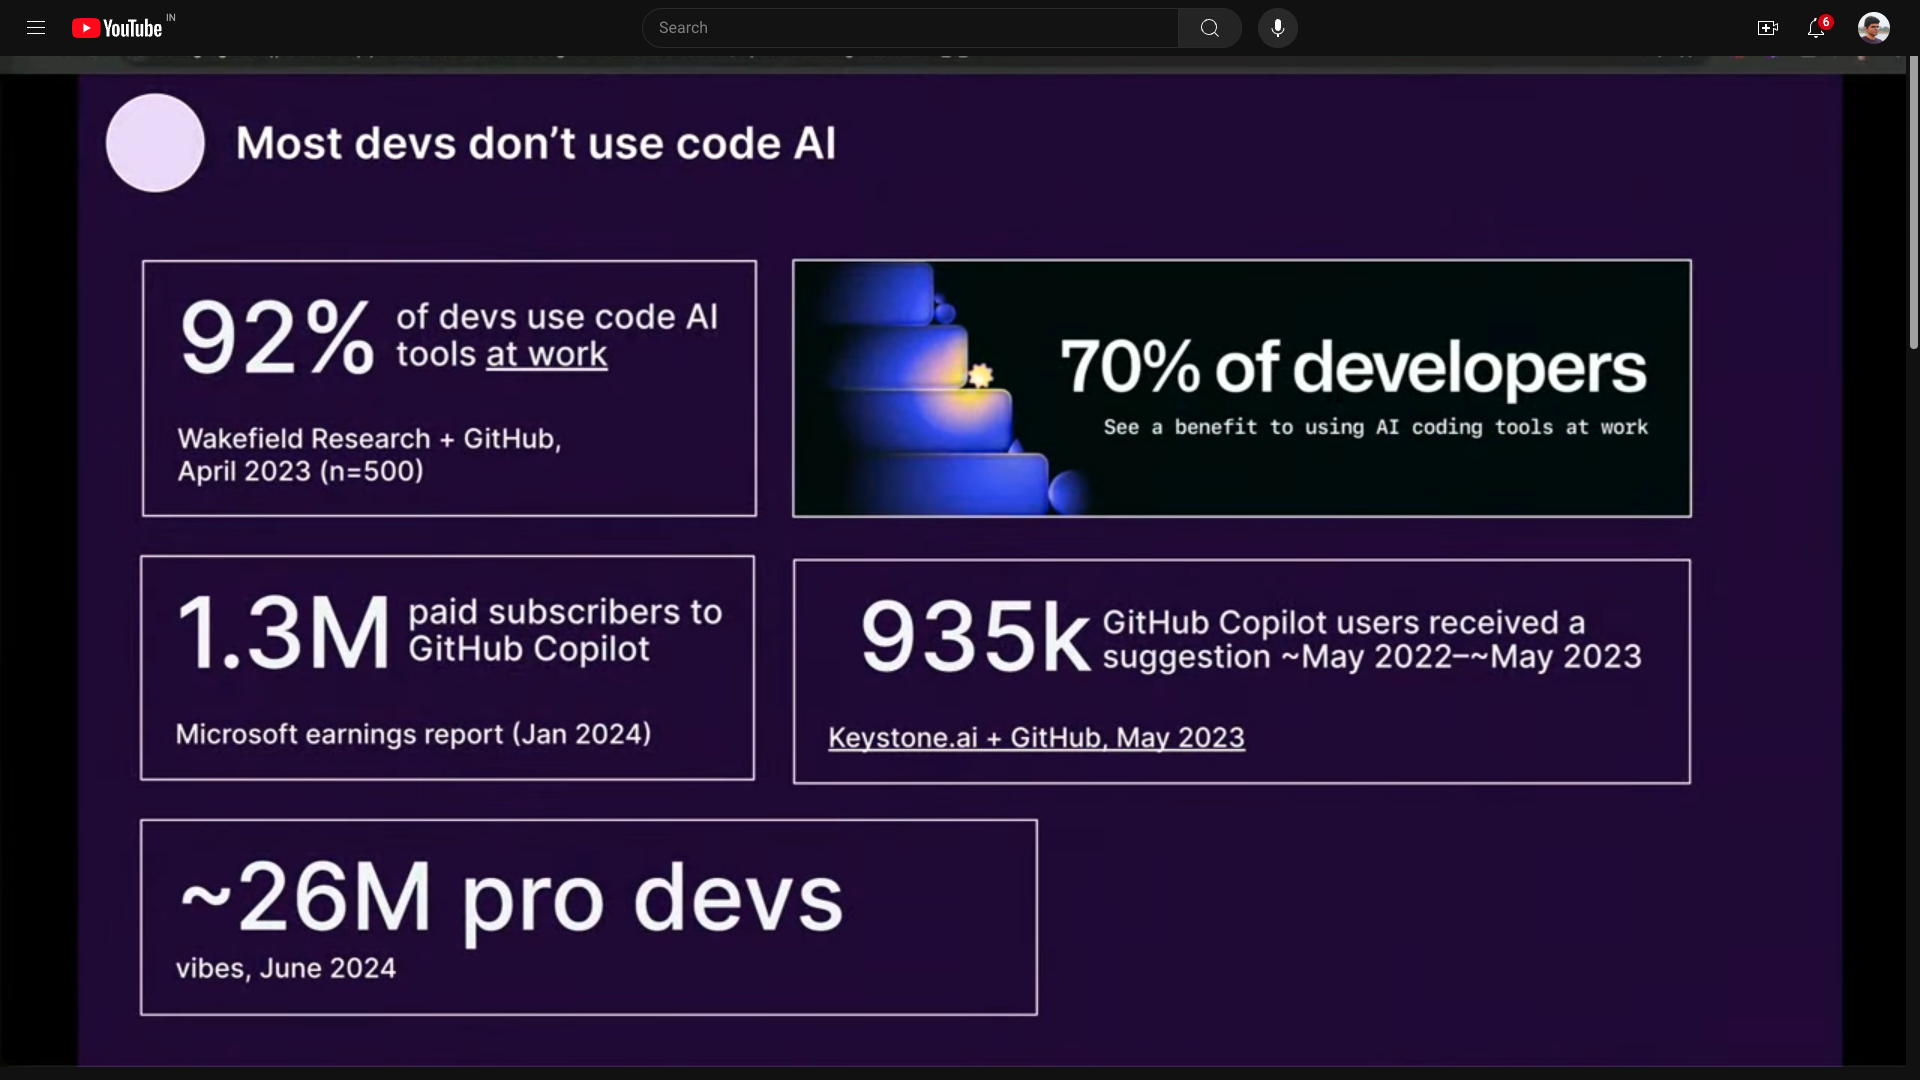 YouTube IN
Search
6
Most devs don’t use code AI
92% of devs use code AI
tools at work
Wakefield Research + GitHub,
April 2023 (n=500)
70% of developers
See a benefit to using AI coding tools at work
1.3M paid subscribers to
GitHub Copilot
Microsoft earnings report (Jan 2024)
935k GitHub Copilot users received a
suggestion ~May 2022–~May 2023
Keystone.ai + GitHub, May 2023
~26M pro devs
vibes, June 2024